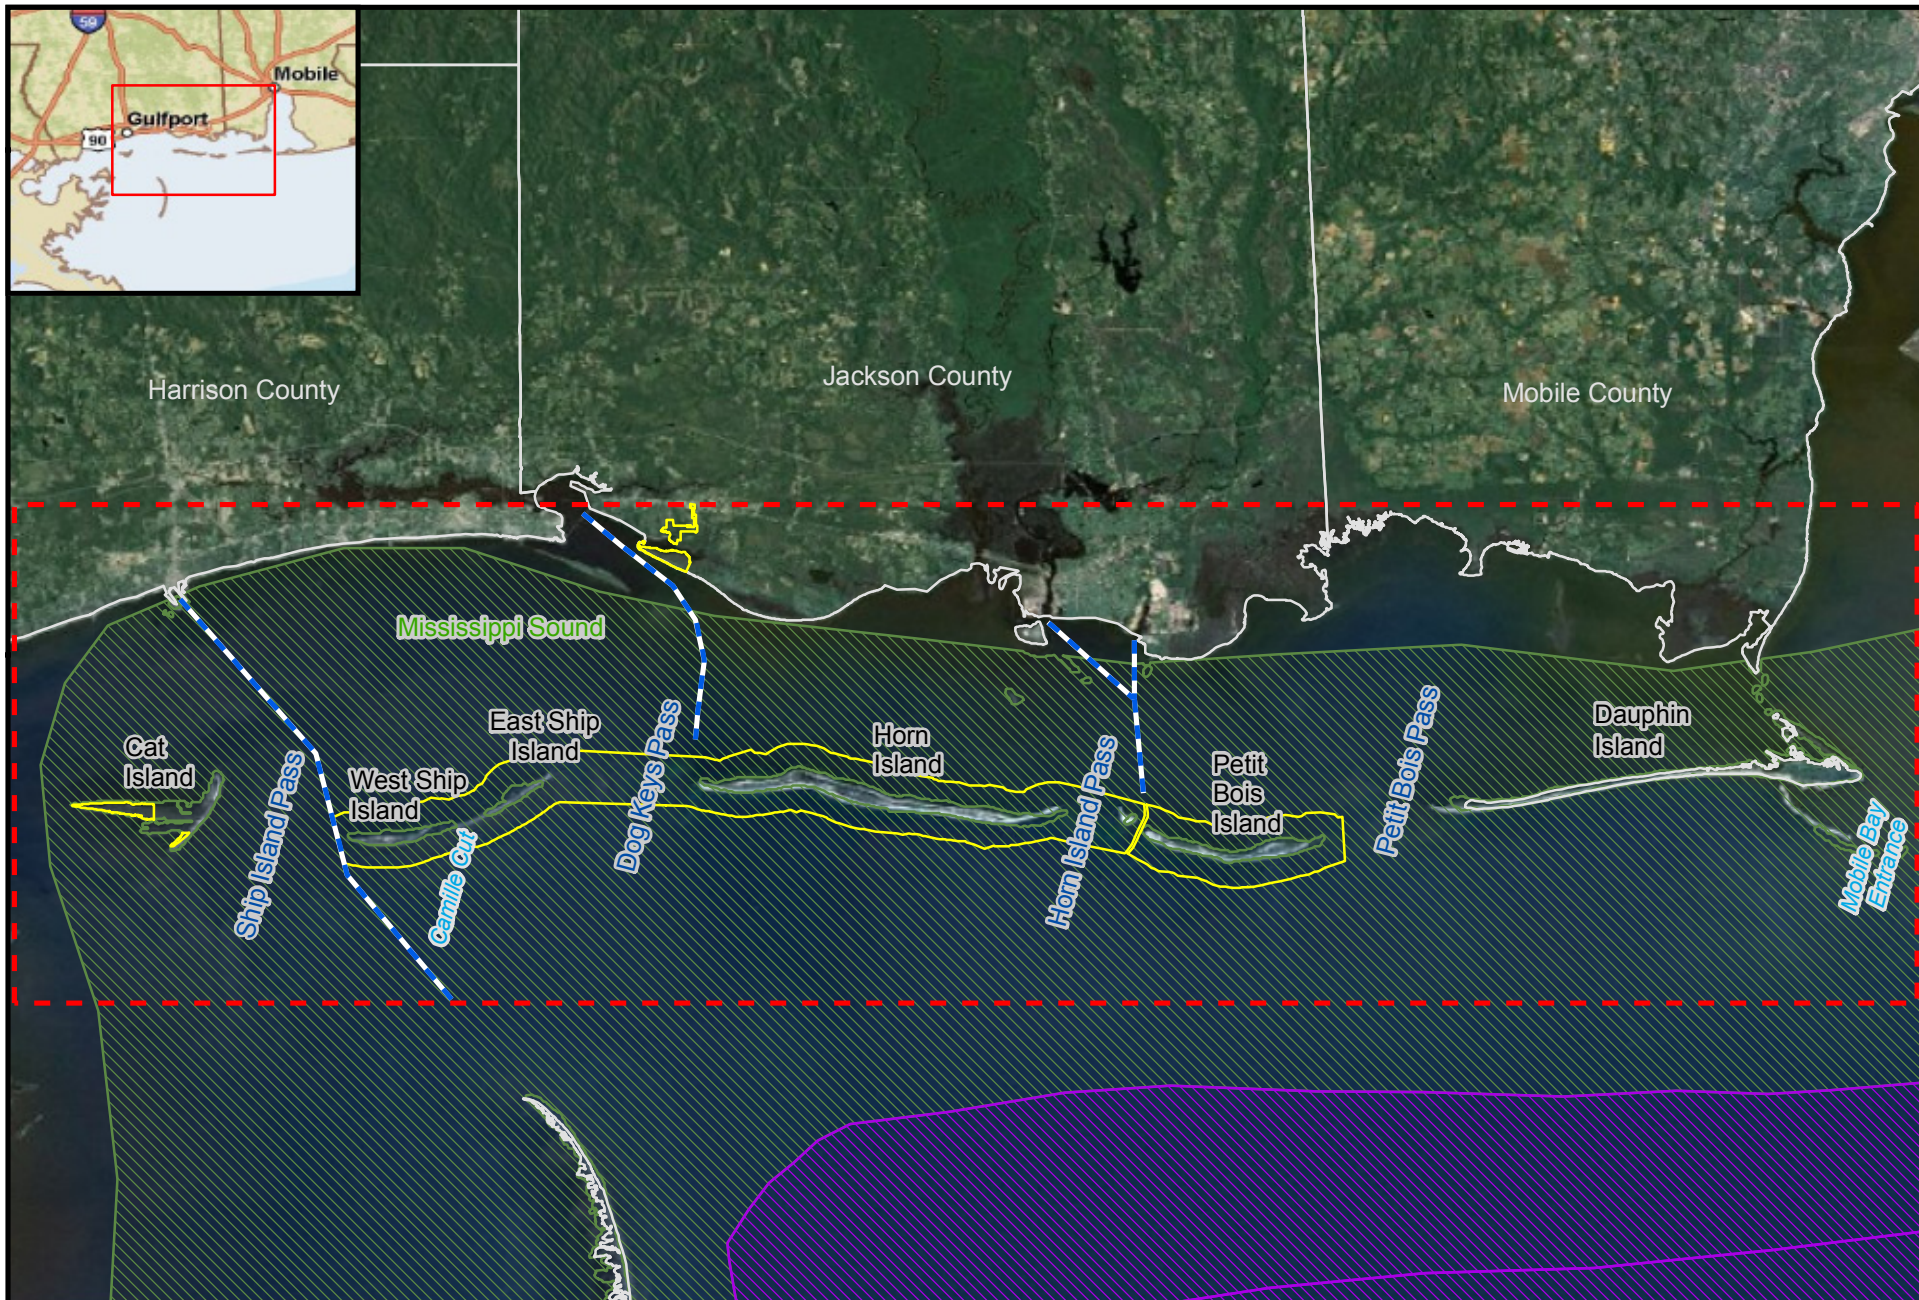 59
Mobile
Gulfport
90
Harrison County
Jackson County
Mobile County
Mississippi Sound
Cat
Island
Ship Island Pass
West Ship
Island
East Ship
Island
Camille Cut
Dog Keys Pass
Horn
Island
Horn Island Pass
Petit
Bois
Island
Petit Bois Pass
Dauphin
Island
Mobile Bay
Entrance